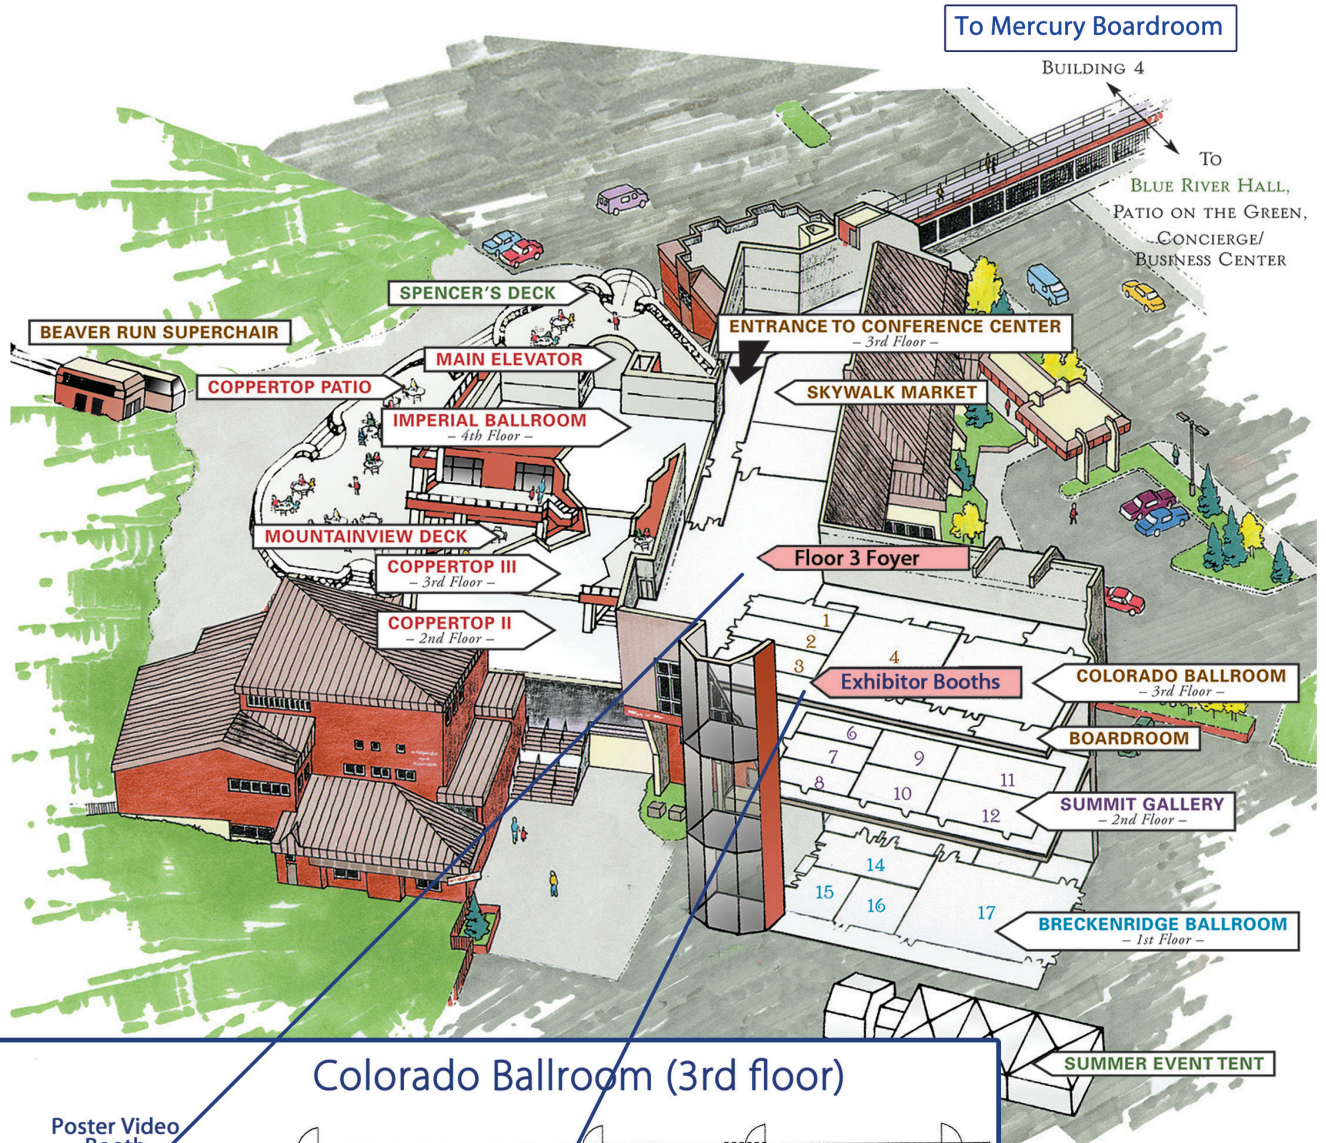 To Mercury Boardroom
BUILDING 4
TO
BLUE RIVER HALL,
PATIO ON THE GREEN,
CONCIERGE/
BUSINESS CENTER
SPENCER'S DECK
BEAVER RUN SUPERCHAIR
ENTRANCE TO CONFERENCE CENTER
– 3rd Floor –
MAIN ELEVATOR
COPPERTOP PATIO
SKYWALK MARKET
IMPERIAL BALLROOM
– 4th Floor –
MOUNTAINVIEW DECK
Floor 3 Foyer
COPPERTOP III
– 3rd Floor –
COPPERTOP II
– 2nd Floor –
1
2
3
4
Exhibitor Booths
COLORADO BALLROOM
– 3rd Floor –
BOARDROOM
6
7
8
9
10
11
12
SUMMIT GALLERY
– 2nd Floor –
14
15
16
17
BRECKENRIDGE BALLROOM
– 1st Floor –
SUMMER EVENT TENT
Colorado Ballroom (3rd floor)
Poster Video
Booth